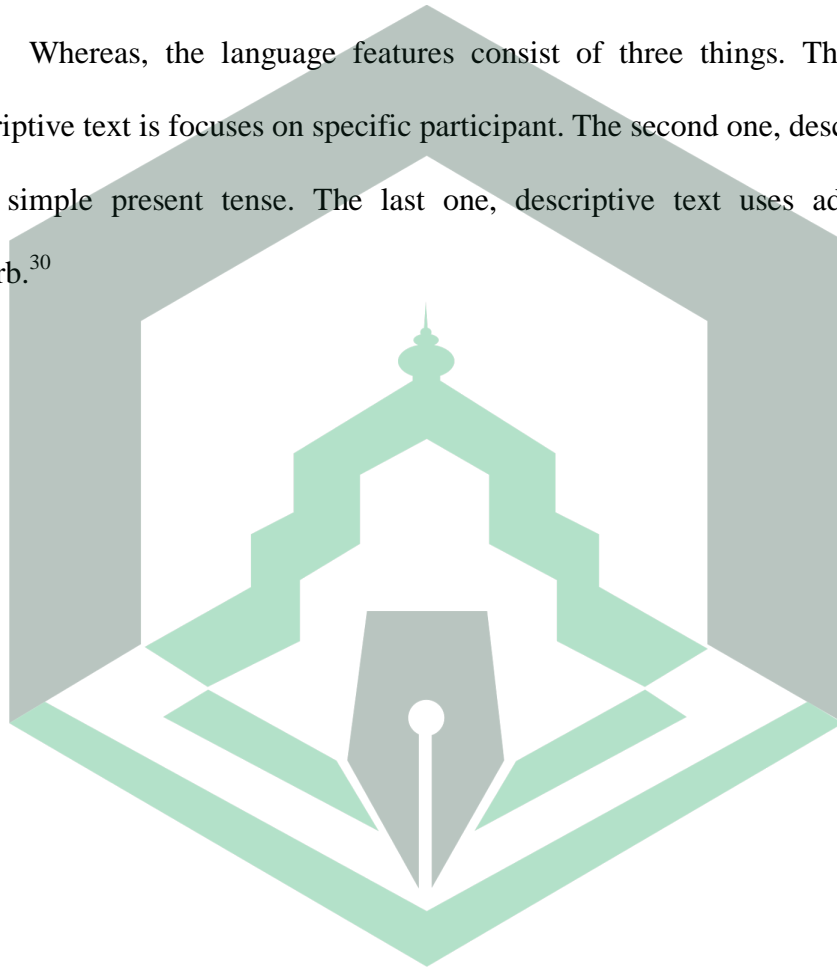 Whereas, the language features consist of three things. Th
riptive text is focuses on specific participant. The second one, desc
simple present tense. The last one, descriptive text uses ad
rb.30